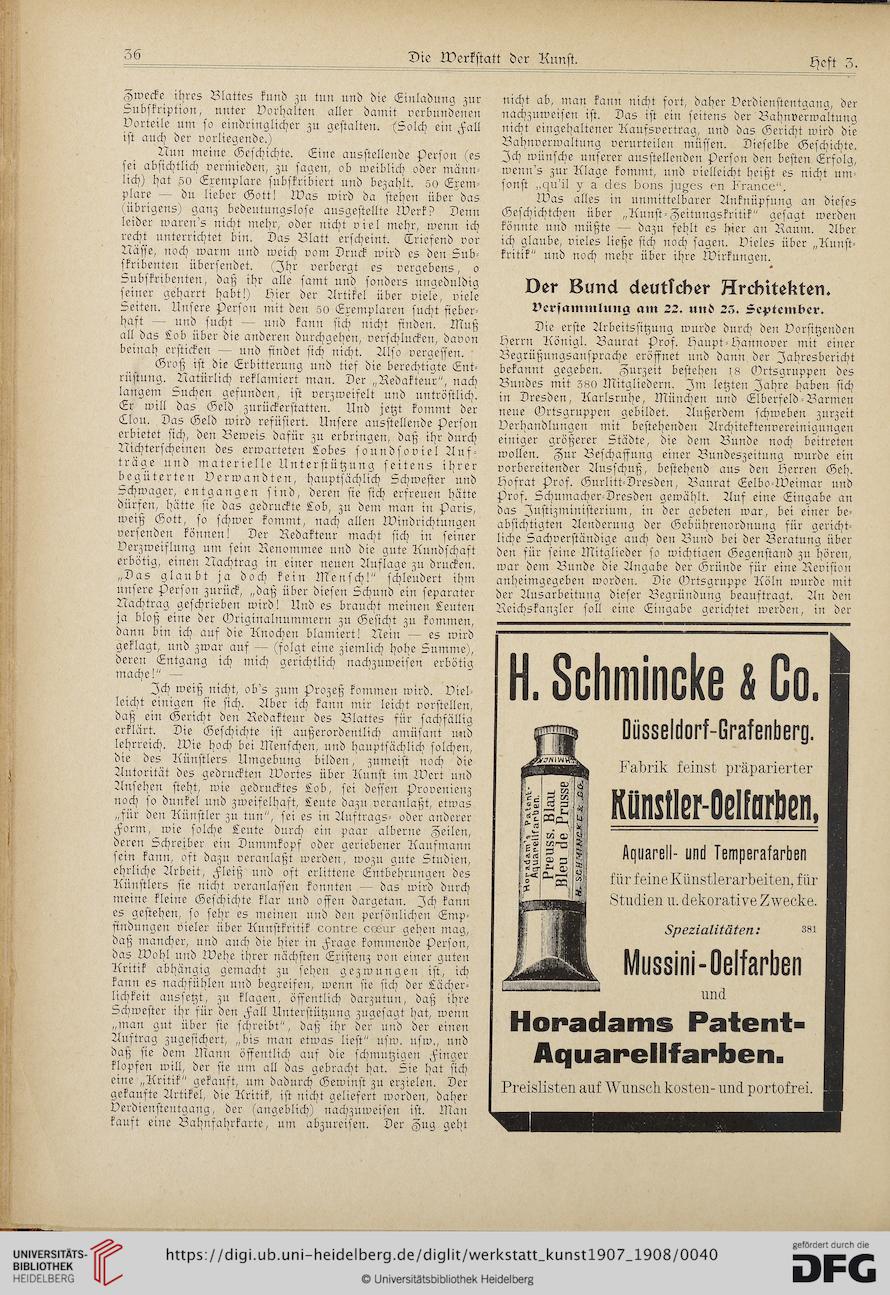 36
Die Werkstatt der Kunst.
Heft 3.
Zwecke ihres Blattes kund zu tun und die Einladung zur
Subskription, unter Vorhalten aller damit verbundenen
Vorteile um so eindringlicher zu gestalten. (Solch ein Fall
ist auch der vorliegende.)
Nun meine Geschichte. Eine ausstellende Person (es
sei absichtlich vermieden, zu sagen, ob weiblich oder männ-
lich) hat 50 Exemplare subskribiert und bezahlt. 50 Exem-
plare — du lieber Gott! Was wird da stehen über das
(übrigens) ganz bedeutungslose ausgestellte Werk? Denn
leider waren's nicht mehr, oder nicht viel mehr, wenn ich
recht unterrichtet bin. Das Blatt erscheint. Triefend vor
Nässe, noch warm und weich vom Druck wird es den Sub-
skribenten übersendet. (Ihr verbergt es vergebens, o
Subskribenten, daß ihr alle samt und sonders ungeduldig
seiner geharrt habt!) Hier der Artikel über viele, viele
Seiten. Unsere Person mit den 50 Exemplaren sucht fieber-
haft — und sucht — und kann sich nicht finden. Muß
all das Lob über die anderen durchgehen, verschlucken, davon
beinah ersticken — und findet sich nicht. Also vergessen.
Groß ist die Erbitterung und tief die berechtigte Ent-
rüstung. Natürlich reklamiert man. Der „Redakteur“, nach
langem Suchen gefunden, ist verzweifelt und untröstlich.
Er will das Geld zurückerstatten. Und jetzt kommt der
Clou. Das Geld wird refüsiert. Unsere ausstellende Person
erbietet sich, den Beweis dafür zu erbringen, daß ihr durch
Nichterscheinen des erwarteten Lobes soundsoviel Auf-
träge und materielle Unterstützung seitens ihrer
begüterten Verwandten, hauptsächlich Schwester und
Schwager, entgangen sind, deren sie sich erfreuen hätte
dürfen, hätte sie das gedruckte Lob, zu dem man in Paris,
weiß Gott, so schwer kommt, nach allen Windrichtungen
versenden können! Der Redakteur macht sich in seiner
Verzweiflung um sein Renommee und die gute Kundschaft
erbötig, einen Nachtrag in einer neuen Auflage zu drucken.
„Das glaubt ja doch kein Mensch!“ schleudert ihm
unsere Person zurück, „daß über diesen Schund ein separater
Nachtrag geschrieben wird! Und es braucht meinen Leuten
ja bloß eine der Originalnummern zu Gesicht zu kommen,
dann bin ich auf die Knochen blamiert! Nein — es wird
geklagt, und zwar auf — (folgt eine ziemlich hohe Summe),
deren Entgang ich mich gerichtlich nachzuweisen erbötig
mache!“ —
Ich weiß nicht, ob's zum Prozeß kommen wird. Viel-
leicht einigen sie sich. Aber ich kann mir leicht vorstellen,
daß ein Gericht den Redakteur des Blattes für sachfällig
erklärt. Die Geschichte ist außerordentlich amüsant und
lehrreich. Wie hoch bei Menschen, und hauptsächlich solchen,
die des Künstlers Umgebung bilden, zumeist noch die
Autorität des gedruckten Wortes über Kunst im Wert und
Ansehen steht, wie gedrucktes Lob, sei dessen Provenienz
noch so dunkel und zweifelhaft, Leute dazu veranlaßt, etwas
„für den Künstler zu tun“, sei es in Auftrags- oder anderer
Form, wie solche Leute durch ein paar alberne Zeilen,
deren Schreiber ein Dummkopf oder geriebener Kaufmann
sein kann, oft dazu veranlaßt werden, wozu gute Studien,
ehrliche Arbeit, Fleiß und oft erlittene Entbehrungen des
Künstlers sie nicht veranlassen konnten — das wird durch
meine kleine Geschichte klar und offen dargetan. Ich kann
es gestehen, so sehr es meinen und den persönlichen Emp-
findungen vieler über Kunstkritik contre cœur gehen mag,
daß mancher, und auch die hier in Frage kommende Person,
das Wohl und Wehe ihrer nächsten Existenz von einer guten
Kritik abhängig gemacht zu sehen gezwungen ist, ich
kann es nachfühlen und begreifen, wenn sie sich der Lächer-
lichkeit aussetzt, zu klagen, öffentlich darzutun, daß ihre
Schwester ihr für den Fall Unterstützung zugesagt hat, wenn
„man gut über sie schreibt“, daß ihr der und der einen
Auftrag zugesichert, „bis man etwas liest“ usw. usw., und
daß sie dem Mann öffentlich auf die schmutzigen Finger
klopfen will, der sie um all das gebracht hat. Sie hat sich
eine „Kritik“ gekauft, um dadurch Gewinst zu erzielen. Der
gekaufte Artikel, die Kritik, ist nicht geliefert worden, daher
Verdienstentgang, der (angeblich) nachzuweisen ist. Man
kauft eine Bahnfahrkarte, um abzureisen. Der Zug geht
nicht ab, man kann nicht fort, daher Verdienstentgang, der
nachzuweisen ist. Das ist ein seitens der Bahnverwaltung
nicht eingehaltener Kaufsvertrag, und das Gericht wird die
Bahnverwaltung verurteilen müssen. Dieselbe Geschichte.
Ich wünsche unserer ausstellenden Person den besten Erfolg,
wenn's zur Klage kommt, und vielleicht heißt es nicht um-
sonst „qu'il y a des bons juges en France“.
Was alles in unmittelbarer Anknüpfung an dieses
Geschichtchen über „Kunst-Zeitungskritik“ gesagt werden
könnte und müßte — dazu fehlt es hier an Raum. Aber
ich glaube, vieles ließe sich noch sagen. Vieles über „Kunst-
kritik“ und noch mehr über ihre Wirkungen.
Der Bund deutscher Architekten.
Versammlung am 22. und 23. September.
Die erste Arbeitssitzung wurde durch den Vorsitzenden
Herrn Königl. Baurat Prof. Haupt-Hannover mit einer
Begrüßungsansprache eröffnet und dann der Jahresbericht
bekannt gegeben. Zurzeit bestehen 18 Ortsgruppen des
Bundes mit 380 Mitgliedern. Im letzten Jahre haben sich
in Dresden, Karlsruhe, München und Elberfeld-Barmen
neue Ortsgruppen gebildet. Außerdem schweben zurzeit
Verhandlungen mit bestehenden Architektenvereinigungen
einiger größerer Städte, die dem Bunde noch beitreten
wollen. Zur Beschaffung einer Bundeszeitung wurde ein
vorbereitender Ausschuß, bestehend aus den Herren Geh.
Hofrat Prof. Gurlitt-Dresden, Baurat Eelbo-Weimar und
Prof. Schumacher-Dresden gewählt. Auf eine Eingabe an
das Justizministerium, in der gebeten war, bei einer be-
absichtigten Aenderung der Gebührenordnung für gericht-
liche Sachverständige auch den Bund bei der Beratung über
den für seine Mitglieder so wichtigen Gegenstand zu hören,
war dem Bunde die Angabe der Gründe für eine Revision
anheimgegeben worden. Die Ortsgruppe Köln wurde mit
der Ausarbeitung dieser Begründung beauftragt. An den
Reichskanzler soll eine Eingabe gerichtet werden, in der
H. Schmincke & Co.
Düsseldorf-Grafenberg.
Fabrik feinst präparierter
Künstler-Oelfarben,
Aquarell- und Temperafarben
für feine Künstlerarbeiten, für
Studien u. dekorative Zwecke.
Spezialitäten:
381
Mussini-Oelfarben
und
Horadams Patent-
Aquarellfarben.
Preislisten auf Wunsch kosten- und portofrei.
Horadam's Patent-
Aquarellfarben.
Preuss. Blau
Bleu de Prusse
H. SCHMINCKE & CO.
UNIVERSITÄTS-
BIBLIOTHEK
HEIDELBERG
https://digi.ub.uni-heidelberg.de/diglit/werkstatt_kunst1907_1908/0040
© Universitätsbibliothek Heidelberg
gefördert durch die
DFG